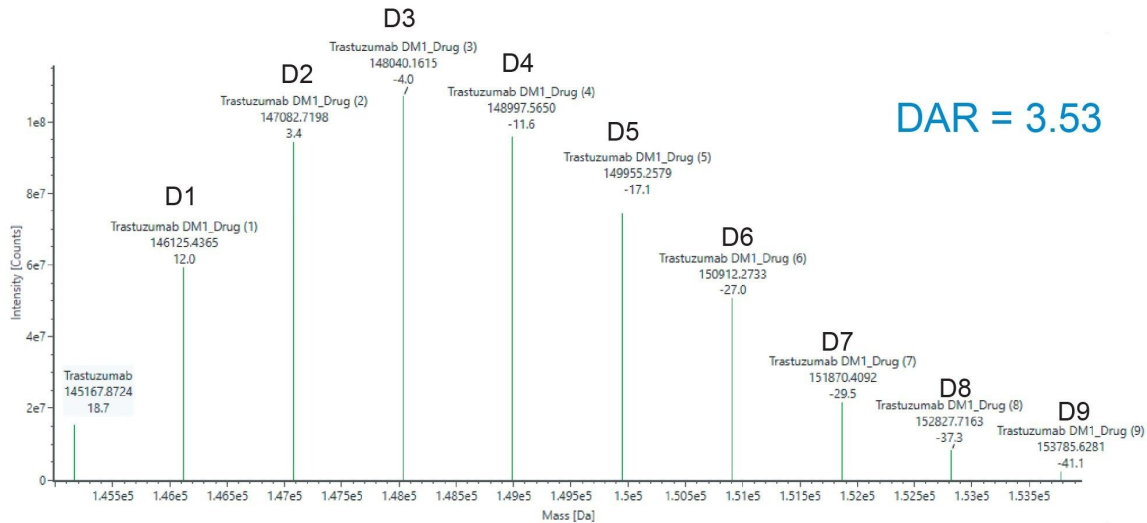 D3
Trastuzumab DM1_Drug (3)
148040.1615
-4.0
D4
Trastuzumab DM1_Drug (4)
148997.5650
-11.6
D2
Trastuzumab DM1_Drug (2)
147082.7198
3.4
DAR = 3.53
D5
Trastuzumab DM1_Drug (5)
149955.2579
-17.1
D1
Trastuzumab DM1_Drug (1)
146125.4365
12.0
D6
Trastuzumab DM1_Drug (6)
150912.2733
-27.0
D7
Trastuzumab DM1_Drug (7)
151870.4092
-29.5
Trastuzumab
145167.8724
18.7
D8
Trastuzumab DM1_Drug (8)
152827.7163
-37.3
D9
Trastuzumab DM1_Drug (9)
153785.6281
-41.1
Intensity [Counts]
1e8
8e7
6e7
4e7
2e7
0
1.455e5 1.46e5 1.465e5 1.47e5 1.475e5 1.48e5 1.485e5 1.49e5 1.495e5 1.5e5 1.505e5 1.51e5 1.515e5 1.52e5 1.525e5 1.53e5 1.535e5
Mass [Da]